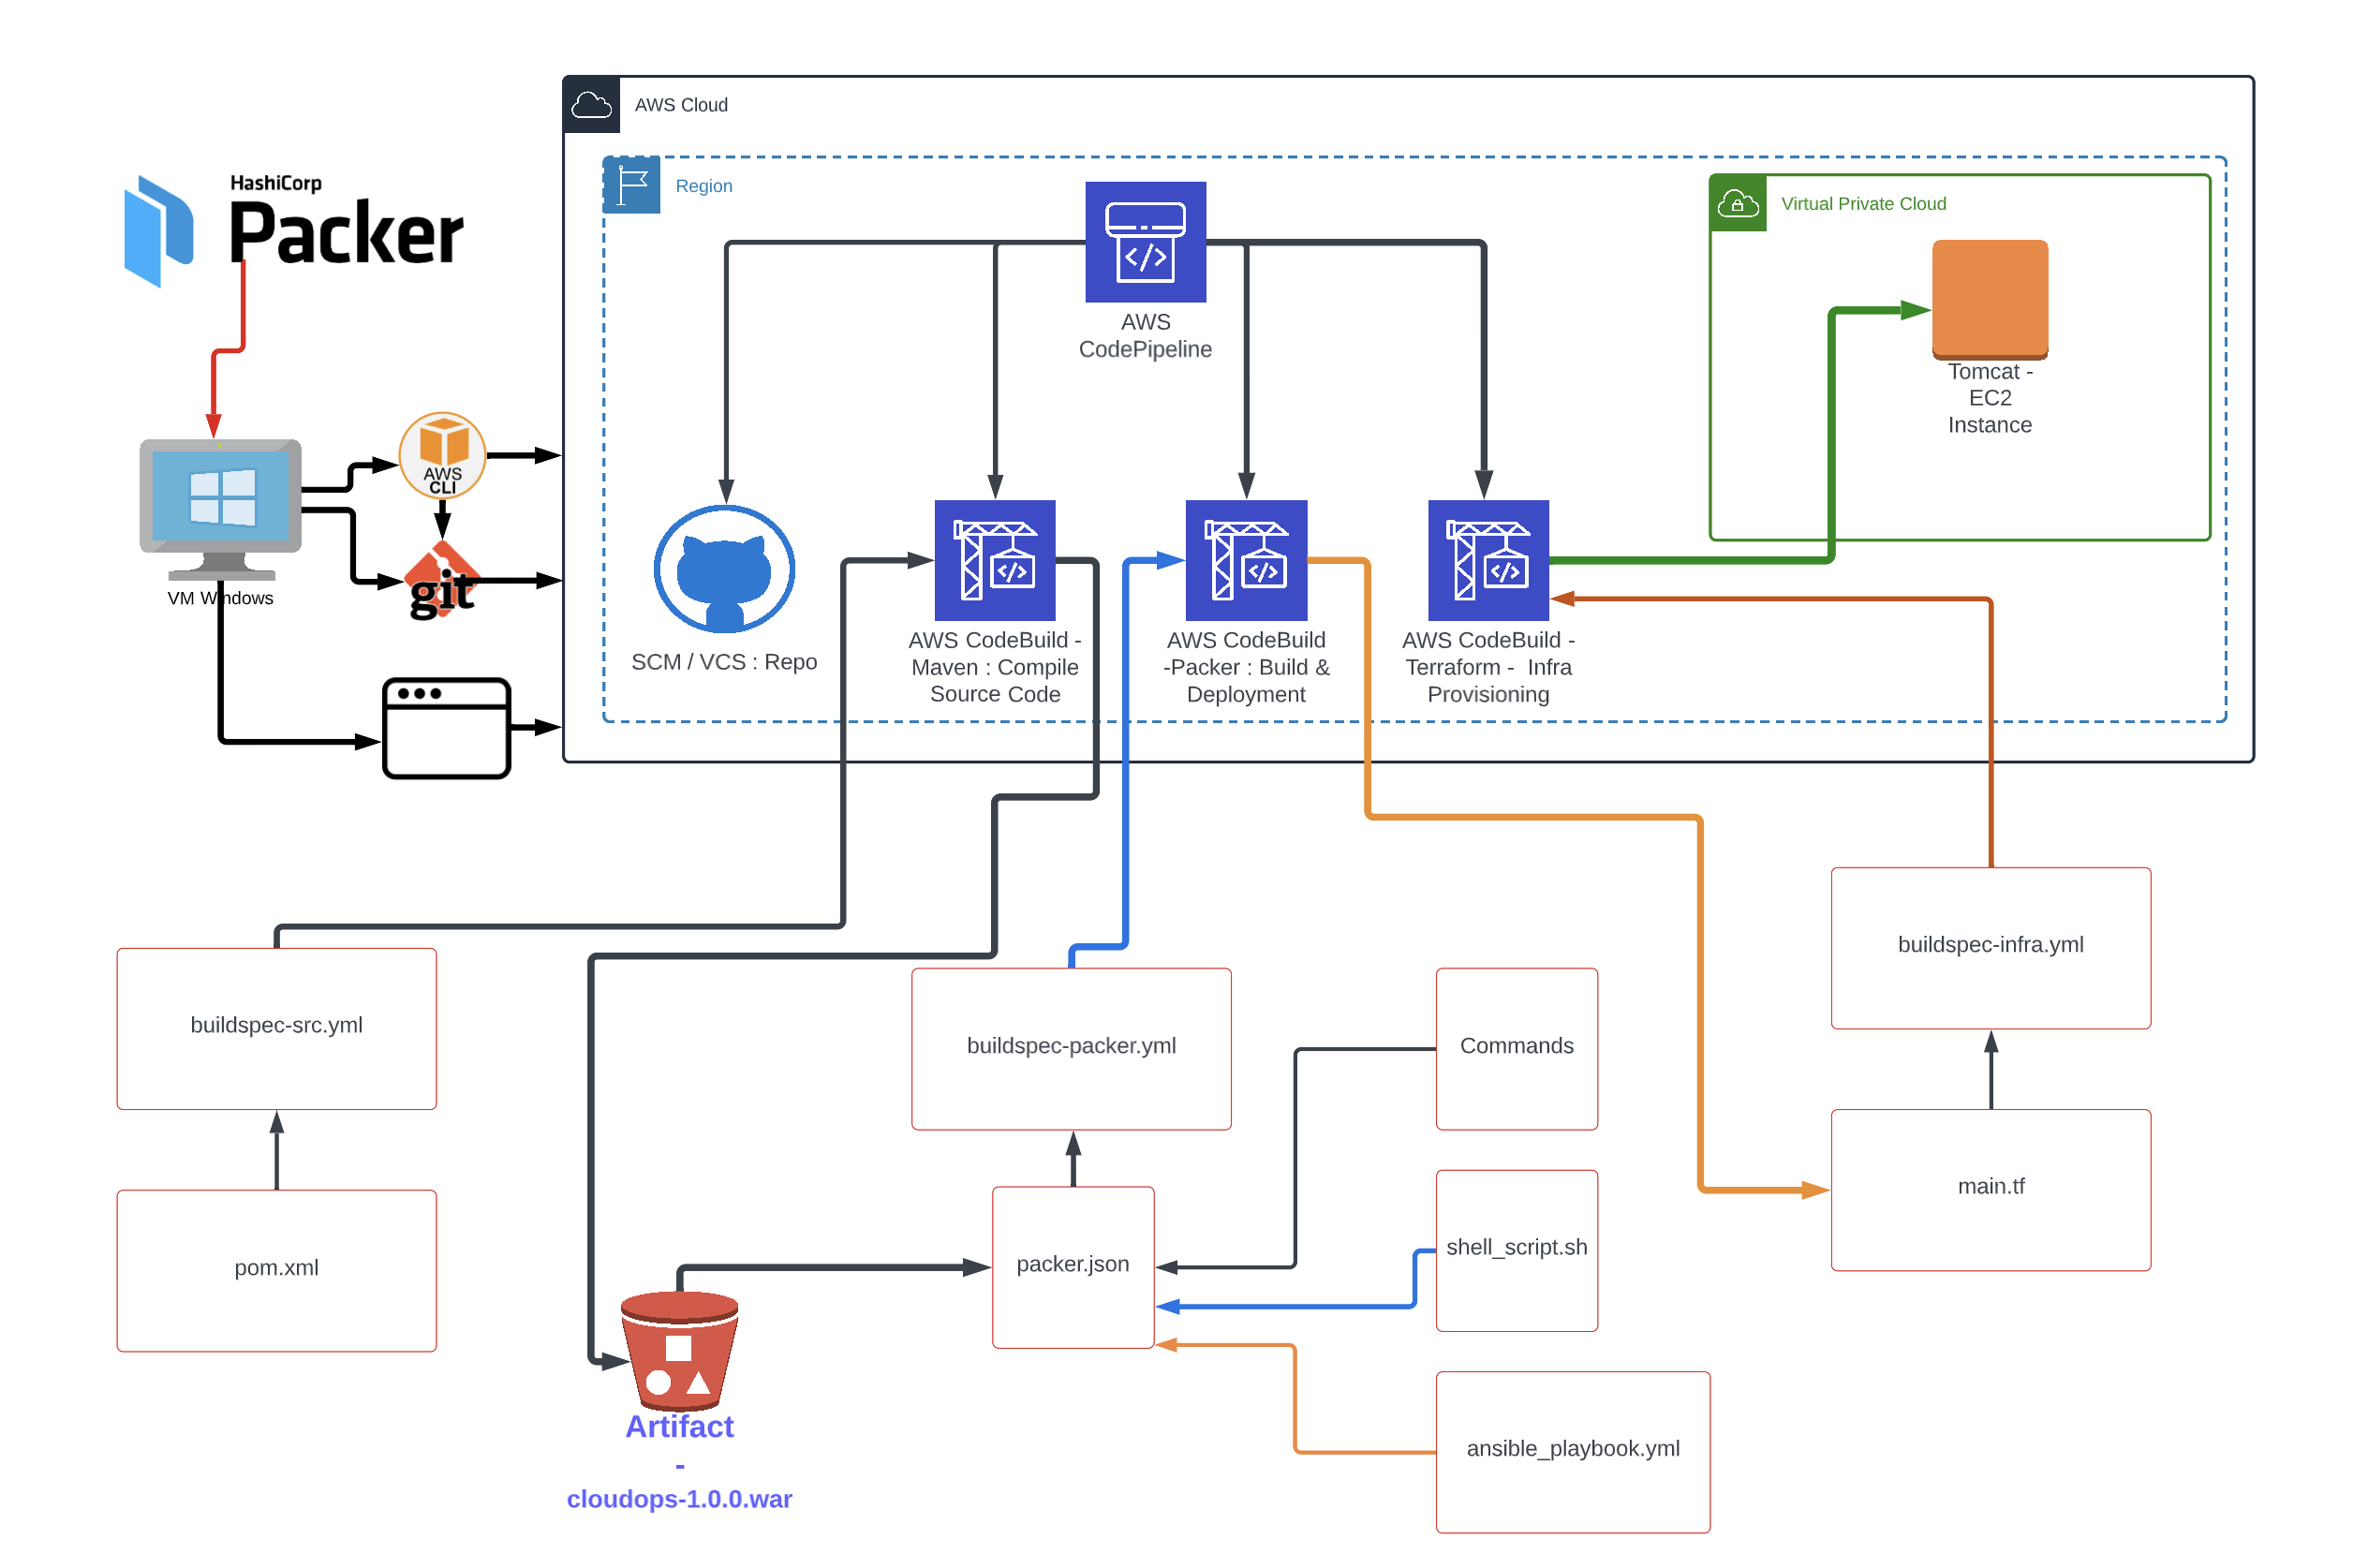 AWS Cloud
HashiCorp
Packer
Region
Virtual Private Cloud
AWS
CodePipeline
Tomcat -
EC2
Instance
AWS
CLI
git
VM Windows
SCM / VCS : Repo
AWS CodeBuild -
Maven : Compile
Source Code
AWS CodeBuild
-Packer : Build &
Deployment
AWS CodeBuild -
Terraform -  Infra
Provisioning
buildspec-infra.yml
buildspec-src.yml
buildspec-packer.yml
Commands
main.tf
pom.xml
packer.json
shell_script.sh
Artifact
-
cloudops-1.0.0.war
ansible_playbook.yml